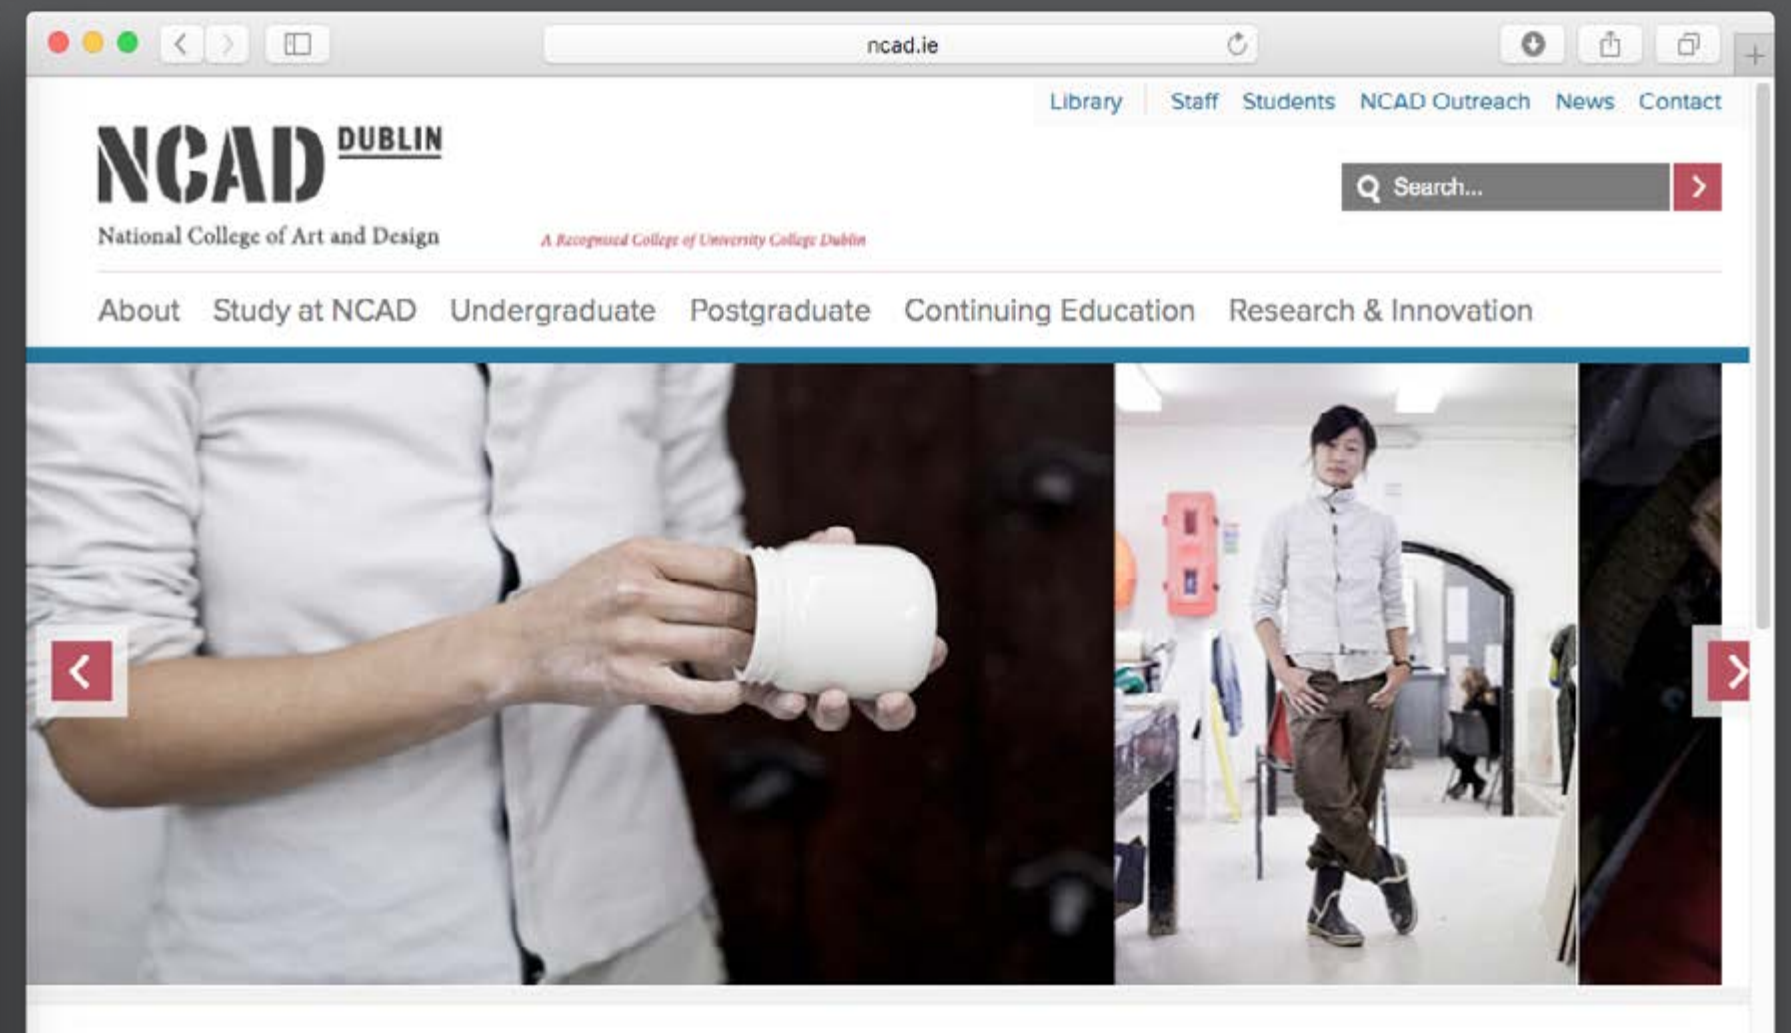 ncad.ie
Library Staff Students NCAD Outreach News Contact
NCAD DUBLIN
Search...
National College of Art and Design
A Recognised College of University College Dublin
About Study at NCAD Undergraduate Postgraduate Continuing Education Research & Innovation